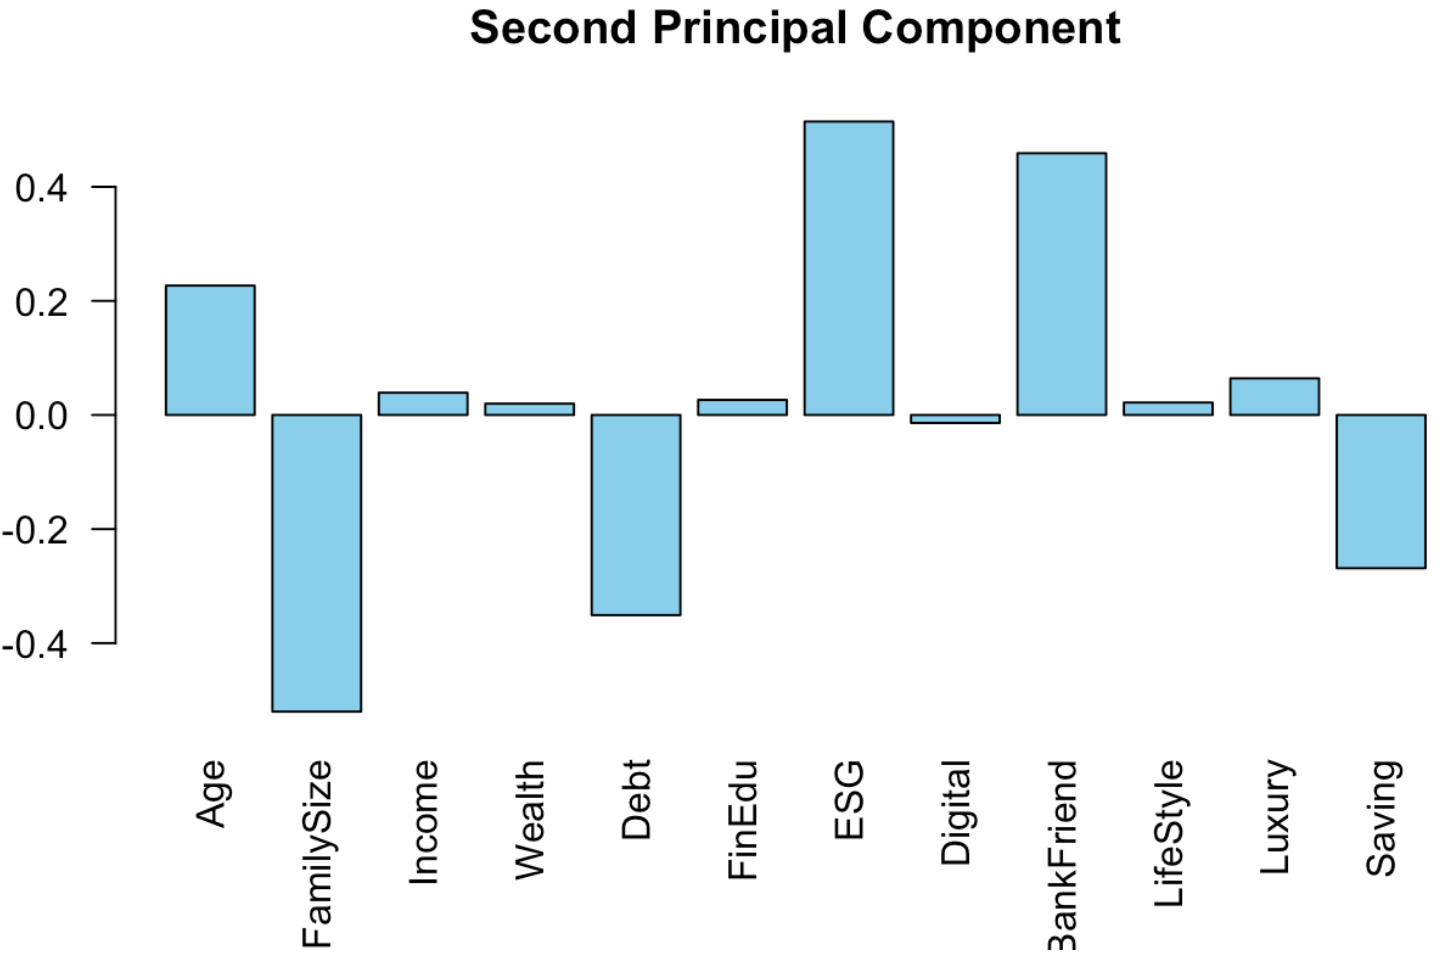 Second Principal Component
0.4
0.2
0.0
-0.2
-0.4
Age
FamilySize
Income
Wealth
Debt
FinEdu
ESG
Digital
BankFriend
LifeStyle
Luxury
Saving